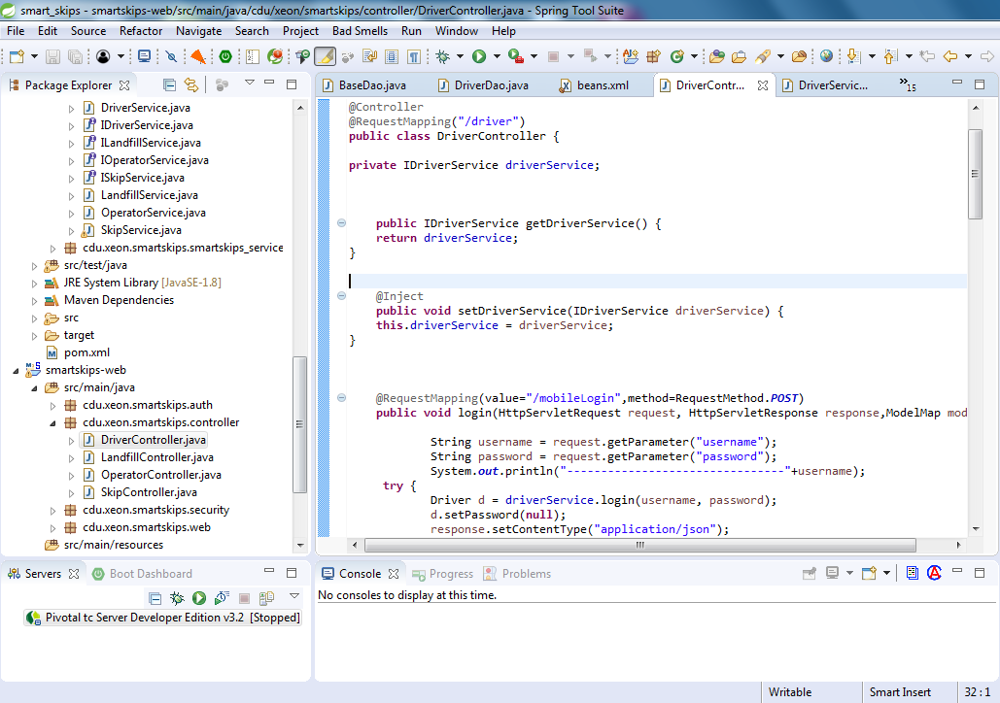 smart_skips - smartskips-web/src/main/java/cdu/xeon/smartskips/controller/DriverController.java - Spring Tool Suite
File Edit Source Refactor Navigate Search Project Bad Smells Run Window Help
Package Explorer
DriverService.java
IDriverService.java
ILandfillService.java
IOperatorService.java
ISkipService.java
LandfillService.java
OperatorService.java
SkipService.java
cdu.xeon.smartskips.smartskips_service
src/test/java
JRE System Library [JavaSE-1.8]
Maven Dependencies
src
target
pom.xml
smartskips-web
src/main/java
cdu.xeon.smartskips.auth
cdu.xeon.smartskips.controller
DriverController.java
LandfillController.java
OperatorController.java
SkipController.java
cdu.xeon.smartskips.security
cdu.xeon.smartskips.web
src/main/resources
BaseDao.java DriverDao.java beans.xml DriverContr... DriverServic... »15
@Controller
@RequestMapping("/driver")
public class DriverController {
private IDriverService driverService;
public IDriverService getDriverService() {
return driverService;
}
@Inject
public void setDriverService(IDriverService driverService) {
this.driverService = driverService;
}
@RequestMapping(value="/mobileLogin",method=RequestMethod.POST)
public void login(HttpServletRequest request, HttpServletResponse response,ModelMap mod
String username = request.getParameter("username");
String password = request.getParameter("password");
System.out.println("-------------------------------"+username);
try {
Driver d = driverService.login(username, password);
d.setPassword(null);
response.setContentType("application/json");
Servers Boot Dashboard
Pivotal tc Server Developer Edition v3.2 [Stopped]
Console Progress Problems
No consoles to display at this time.
Writable Smart Insert 32 : 1